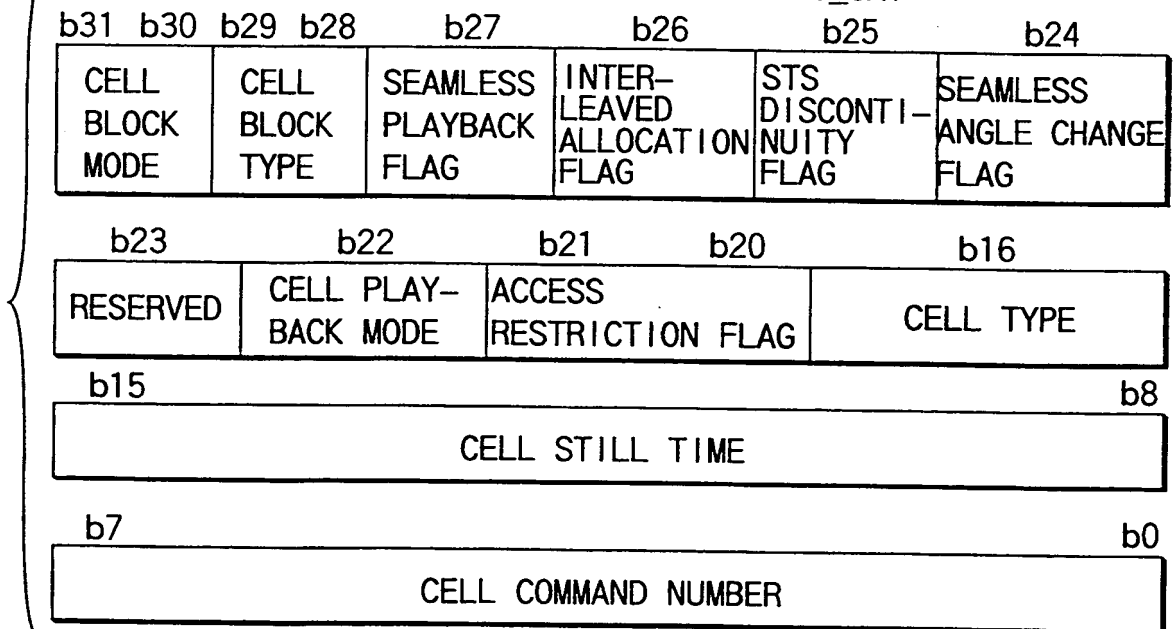 b31 b30 b29 b28 b27 b26 b25 b24
CELL BLOCK MODE
CELL BLOCK TYPE
SEAMLESS PLAYBACK FLAG
INTER-LEAVED ALLOCATION FLAG
STS DISCONTI-NUITY FLAG
SEAMLESS ANGLE CHANGE FLAG
b23 b22 b21 b20 b16
RESERVED
CELL PLAY-BACK MODE
ACCESS RESTRICTION FLAG
CELL TYPE
b15 b8
CELL STILL TIME
b7 b0
CELL COMMAND NUMBER